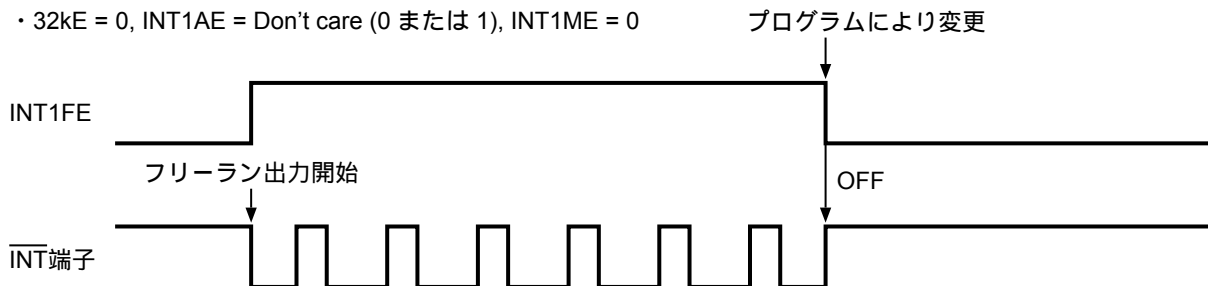 ・32kE = 0, INT1AE = Don't care (0 または 1), INT1ME = 0
プログラムにより変更
INT1FE
フリーラン出力開始
OFF
INT端子